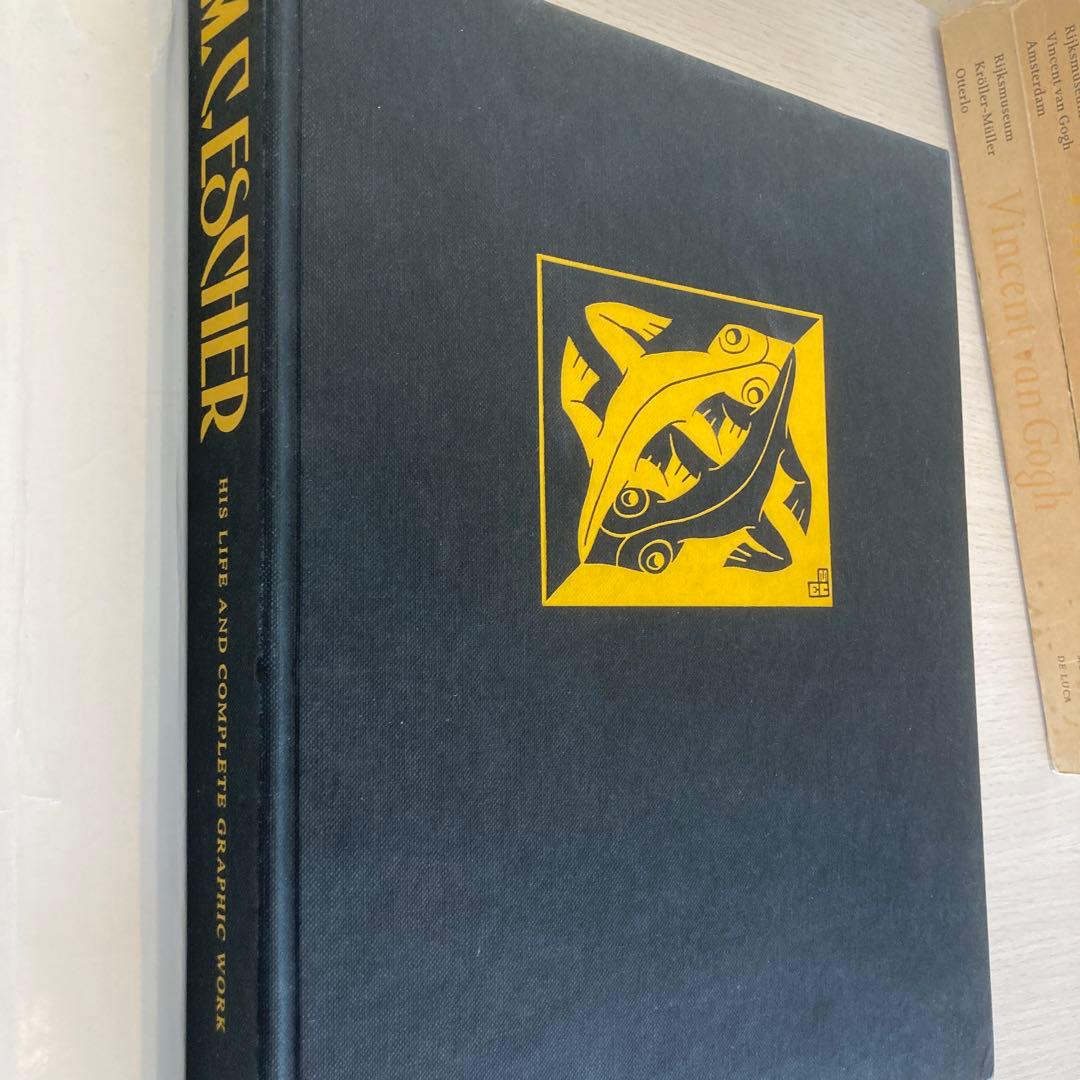 M.C. ESCHER
HIS LIFE AND COMPLETE GRAPHIC WORK
MCE
Rijksmuseum
Vincent van Gogh
Amsterdam
Rijksmuseum
Kröller-Müller
Otterlo
Vincent van Gogh
DE LUCA